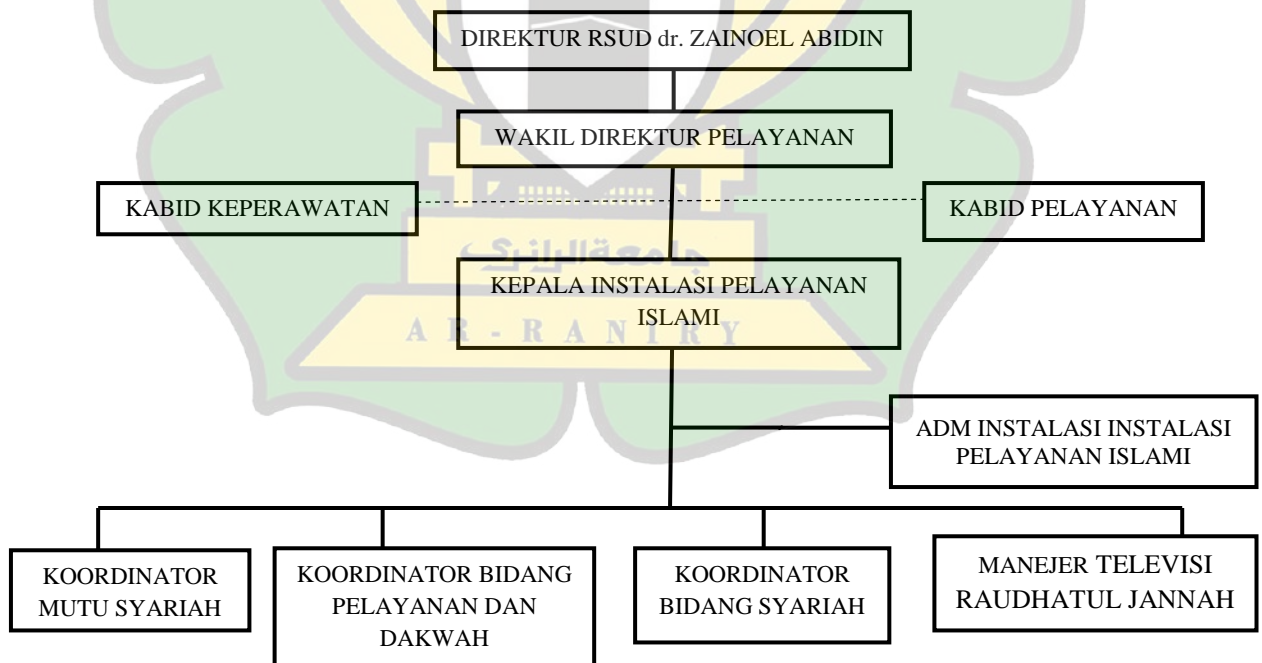 DIREKTUR RSUD dr. ZAINOEL ABIDIN
WAKIL DIREKTUR PELAYANAN
KABID KEPERAWATAN
KABID PELAYANAN
جامعة الرانري
KEPALA INSTALASI PELAYANAN
ISLAMI
AR-RANIRY
ADM INSTALASI INSTALASI
PELAYANAN ISLAMI
KOORDINATOR
MUTU SYARIAH
KOORDINATOR BIDANG
PELAYANAN DAN
DAKWAH
KOORDINATOR
BIDANG SYARIAH
MANEJER TELEVISI
RAUDHATUL JANNAH